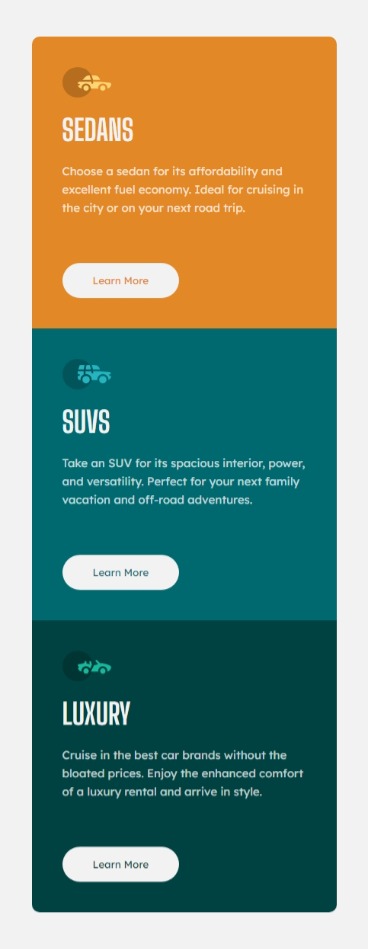 SEDANS
Choose a sedan for its affordability and
excellent fuel economy. Ideal for cruising in
the city or on your next road trip.
Learn More
SUVS
Take an SUV for its spacious interior, power,
and versatility. Perfect for your next family
vacation and off-road adventures.
Learn More
LUXURY
Cruise in the best car brands without the
bloated prices. Enjoy the enhanced comfort
of a luxury rental and arrive in style.
Learn More